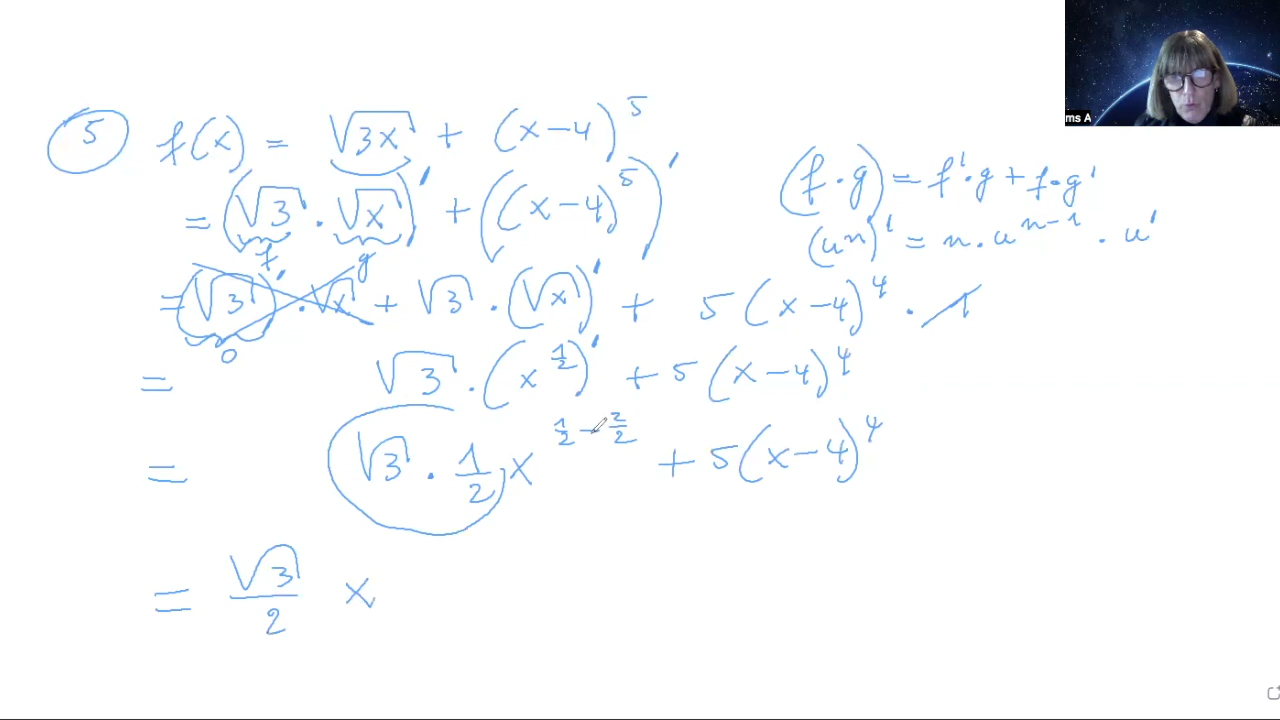 5 f(x) = √3x + (x-4)^5
= (√3 · √x)' + ((x-4)^5)'
f g
= (√3)' · √x + √3 · (√x)' + 5(x-4)^4 · 1
0
= √3 · (x^(1/2))' + 5(x-4)^4
= √3 · 1/2 x^(1/2 - 2/2) + 5(x-4)^4
= √3/2 x
(f·g) = f'·g + f·g'
(u^n)' = n·u^(n-1) · u'
ms A